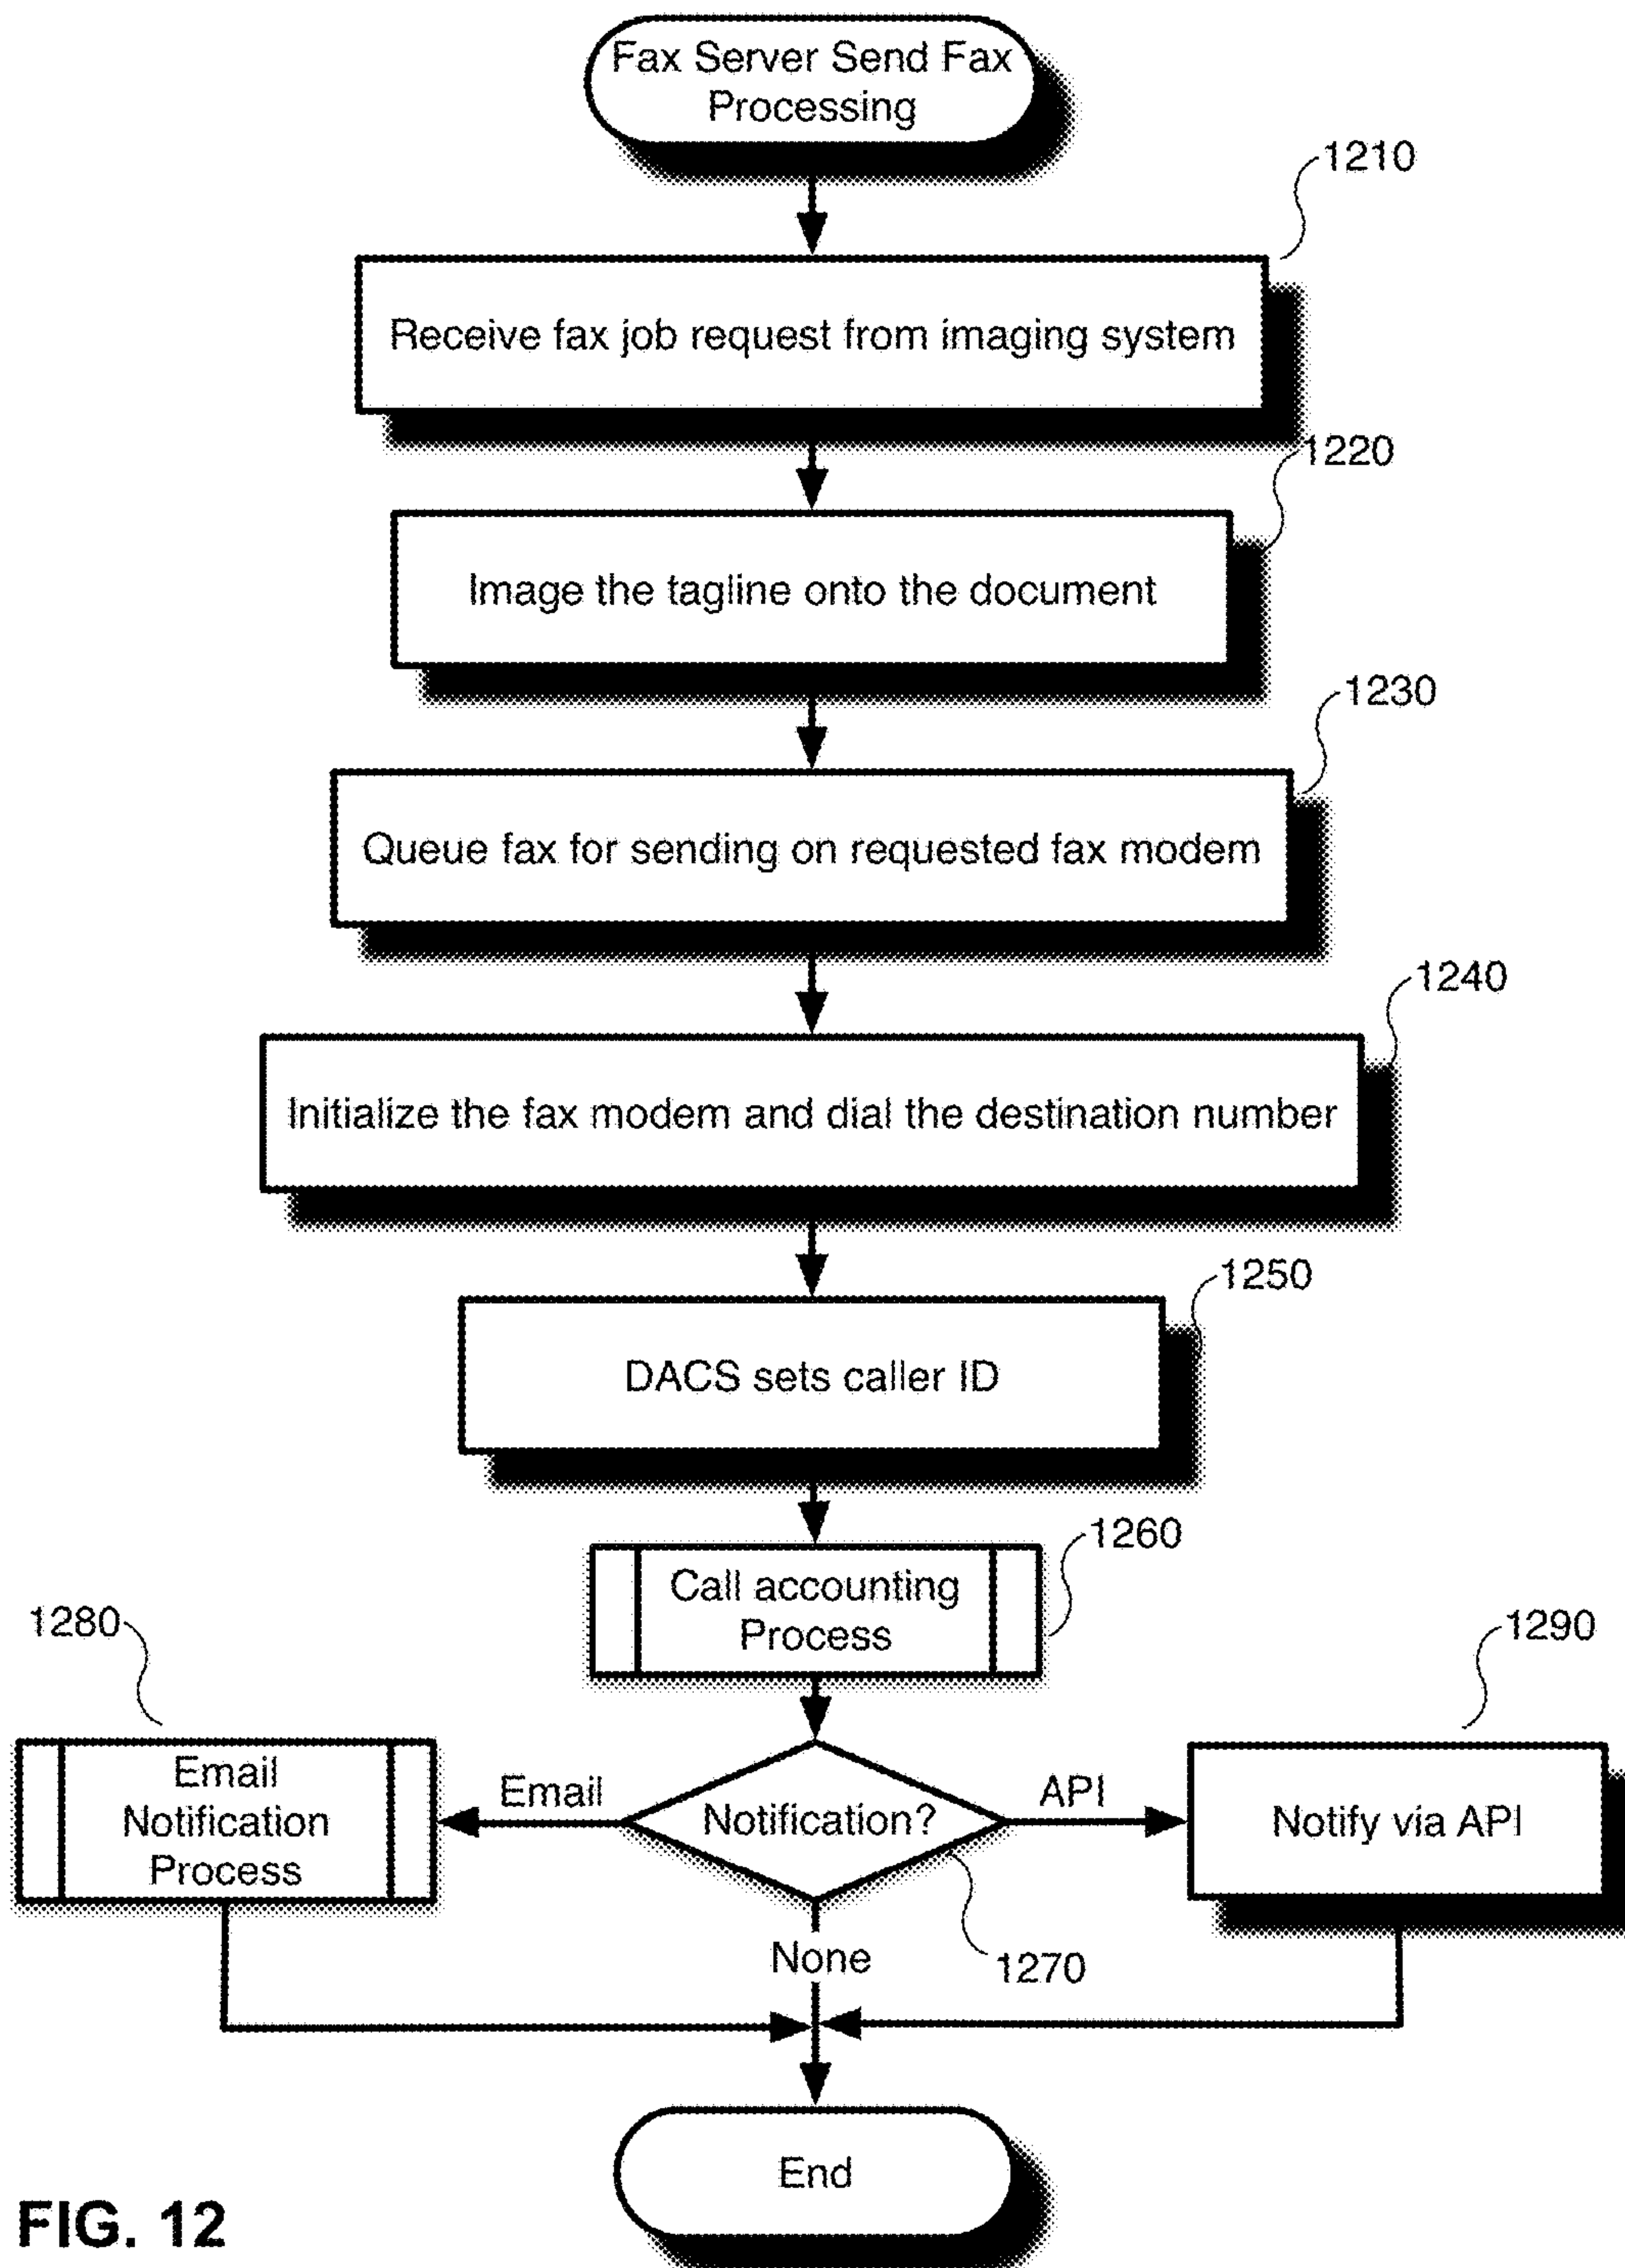 Fax Server Send Fax
Processing
1210
Receive fax job request from imaging system
1220
Image the tagline onto the document
1230
Queue fax for sending on requested fax modem
1240
Initialize the fax modem and dial the destination number
1250
DACS sets caller ID
1260
Call accounting
Process
1280
1290
Email
Notification
Process
Email
Notification?
API
Notify via API
None
1270
End
FIG. 12